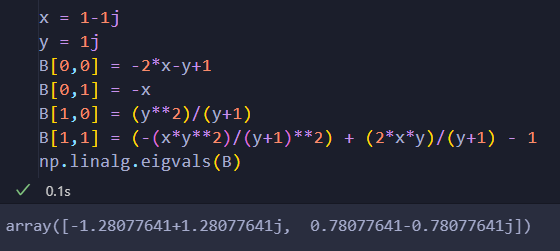 x = 1-1j
y = 1j
B[0,0] = -2*x-y+1
B[0,1] = -x
B[1,0] = (y**2)/(y+1)
B[1,1] = (-(x*y**2)/(y+1)**2) + (2*x*y)/(y+1) - 1
np.linalg.eigvals(B)
✓ 0.1s
array([-1.28077641+1.28077641j,  0.78077641-0.78077641j])